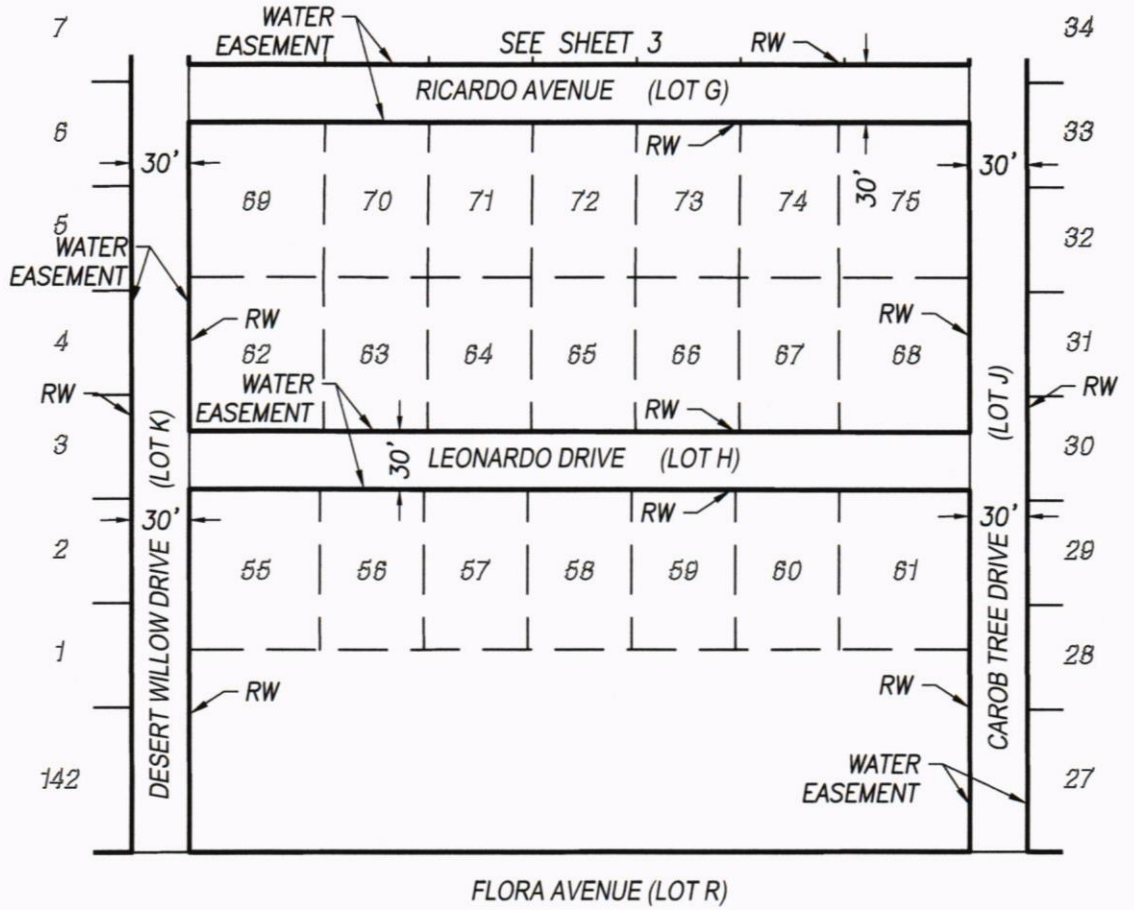 7
WATER
EASEMENT
SEE SHEET 3
RW
34
RICARDO AVENUE (LOT G)
6
RW
33
30'
30'
30'
69
70
71
72
73
74
75
5
32
WATER
EASEMENT
RW
RW
4
62
63
64
65
66
67
68
31
WATER
EASEMENT
RW
RW
RW
3
30'
LEONARDO DRIVE (LOT H)
30
(LOT J)
RW
30'
30'
2
55
56
57
58
59
60
61
29
1
28
RW
RW
DESERT WILLOW DRIVE (LOT K)
CAROB TREE DRIVE
142
WATER
EASEMENT
27
FLORA AVENUE (LOT R)